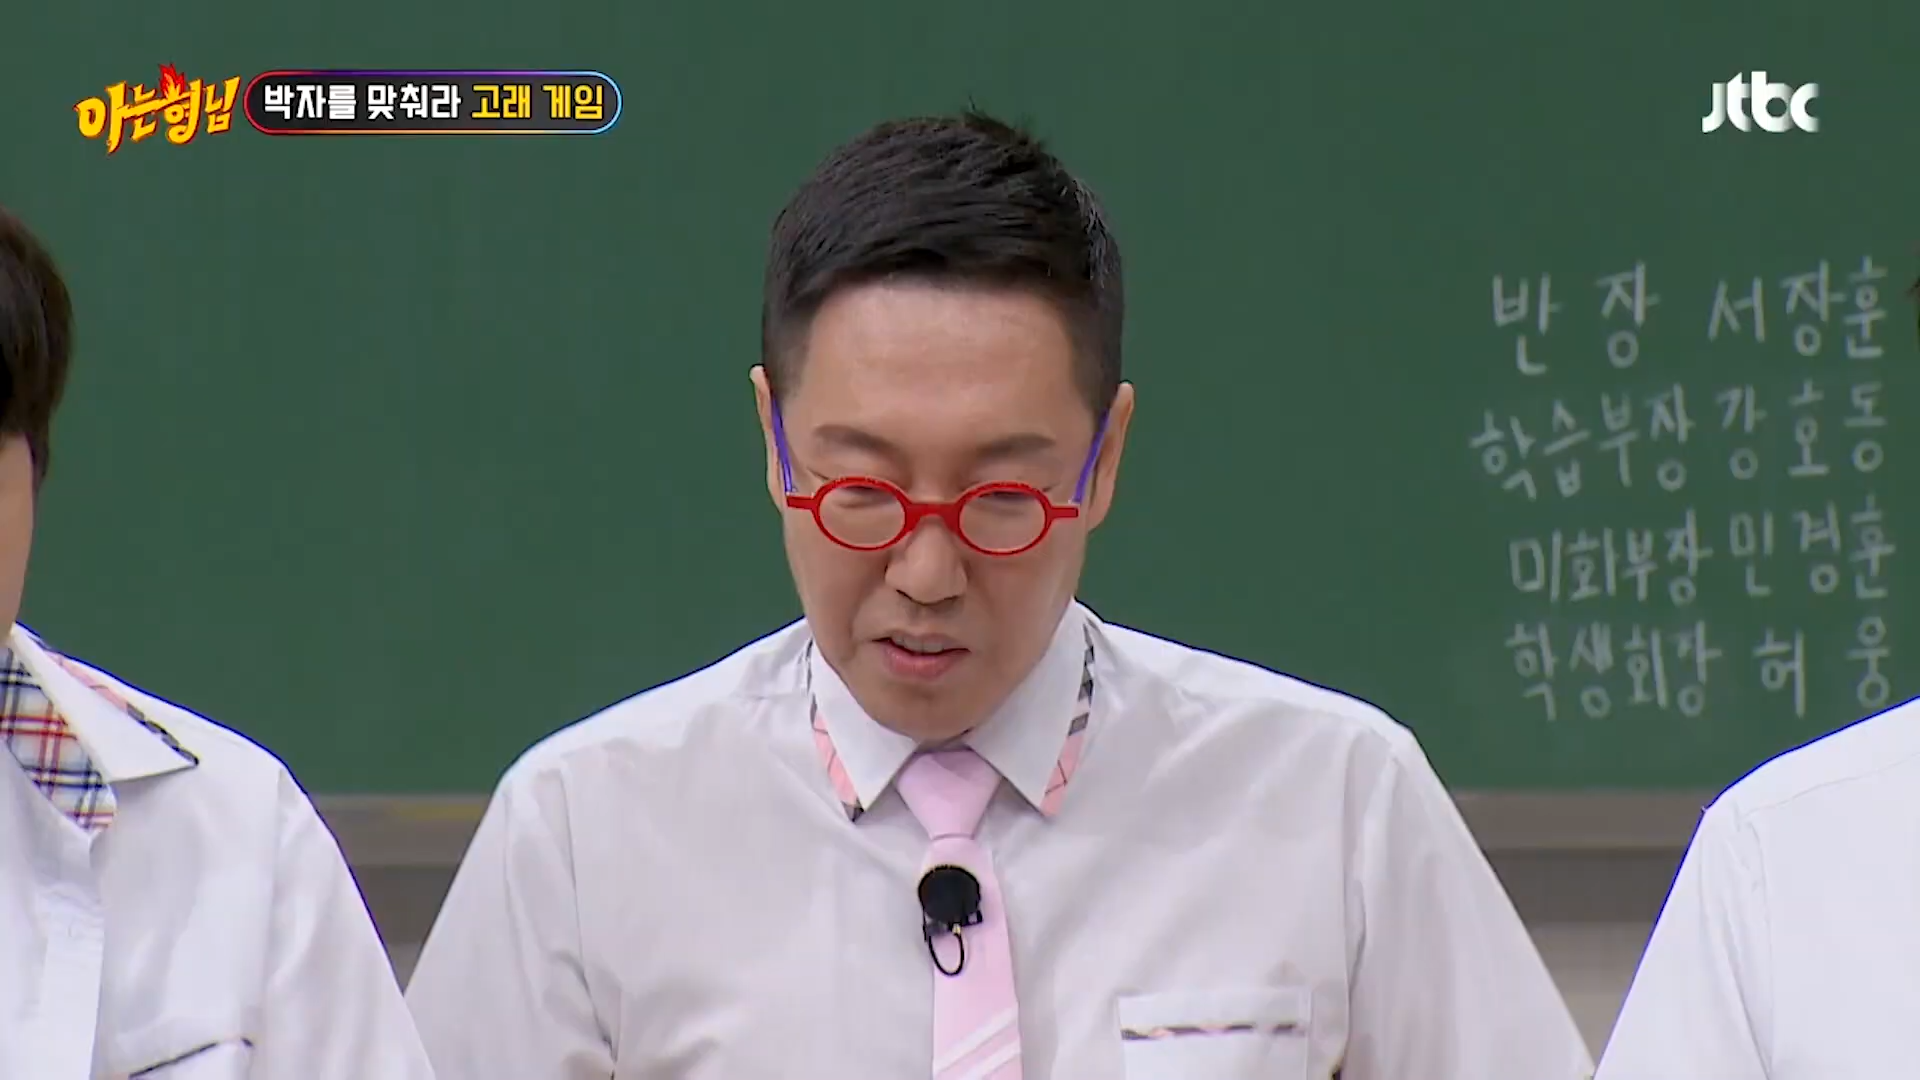 아는형님
박자를 맞춰라 고래 게임
jtbc
반장 서장훈
학습부장 강호동
미화부장 민경훈
학생회장 허웅